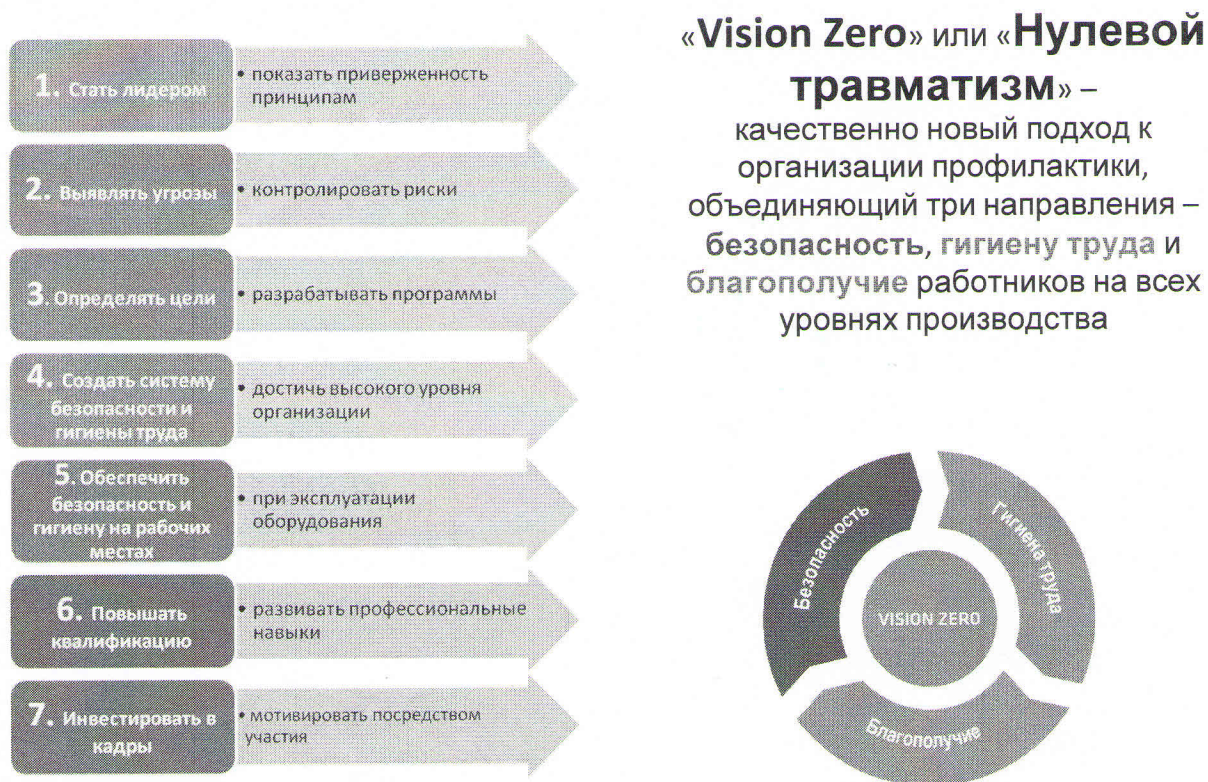 1. Стать лидером
• показать приверженность
принципам
2. Выявлять угрозы
• контролировать риски
3. Определять цели
• разрабатывать программы
4. Создать систему
безопасности и
гигиены труда
• достичь высокого уровня
организации
5. Обеспечить
безопасность и
гигиену на рабочих
местах
• при эксплуатации
оборудования
6. Повышать
квалификацию
• развивать профессиональные
навыки
7. Инвестировать в
кадры
• мотивировать посредством
участия
«Vision Zero» или «Нулевой
травматизм» –
качественно новый подход к
организации профилактики,
объединяющий три направления –
безопасность, гигиену труда и
благополучие работников на всех
уровнях производства
Безопасность
Гигиена труда
VISION ZERO
Благополучие